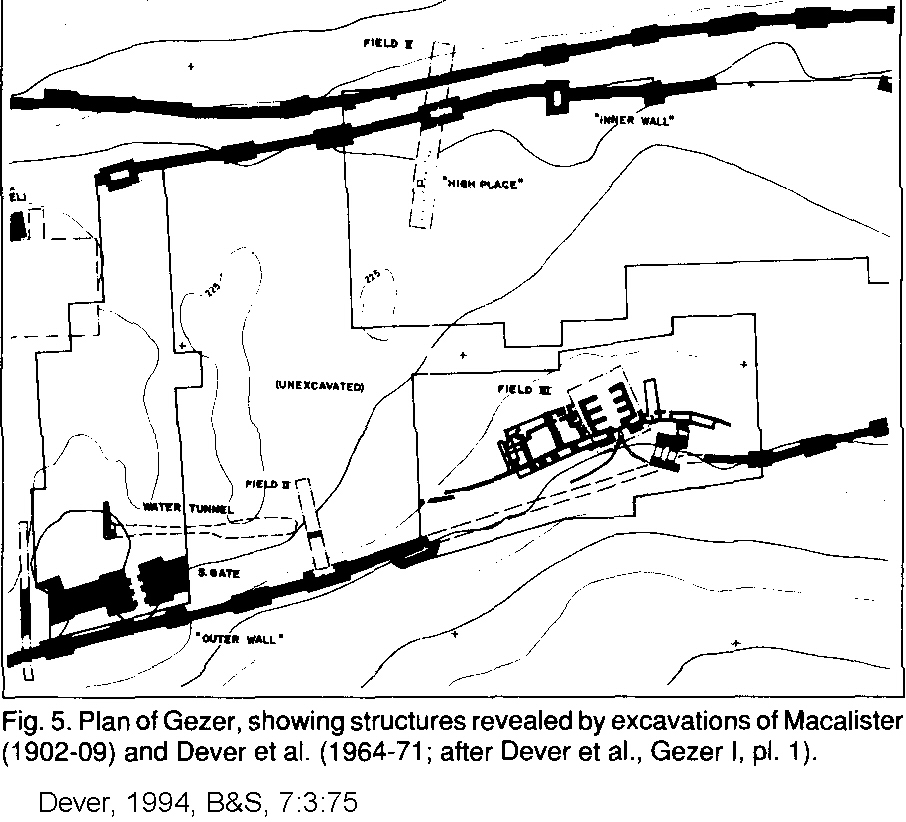 FIELD V
"INNER WALL"
"HIGH PLACE"
225
225
(UNEXCAVATED)
FIELD III
FIELD II
WATER TUNNEL
S. GATE
"OUTER WALL"
Fig. 5. Plan of Gezer, showing structures revealed by excavations of Macalister
(1902-09) and Dever et al. (1964-71; after Dever et al., Gezer I, pl. 1).
Dever, 1994, B&S, 7:3:75